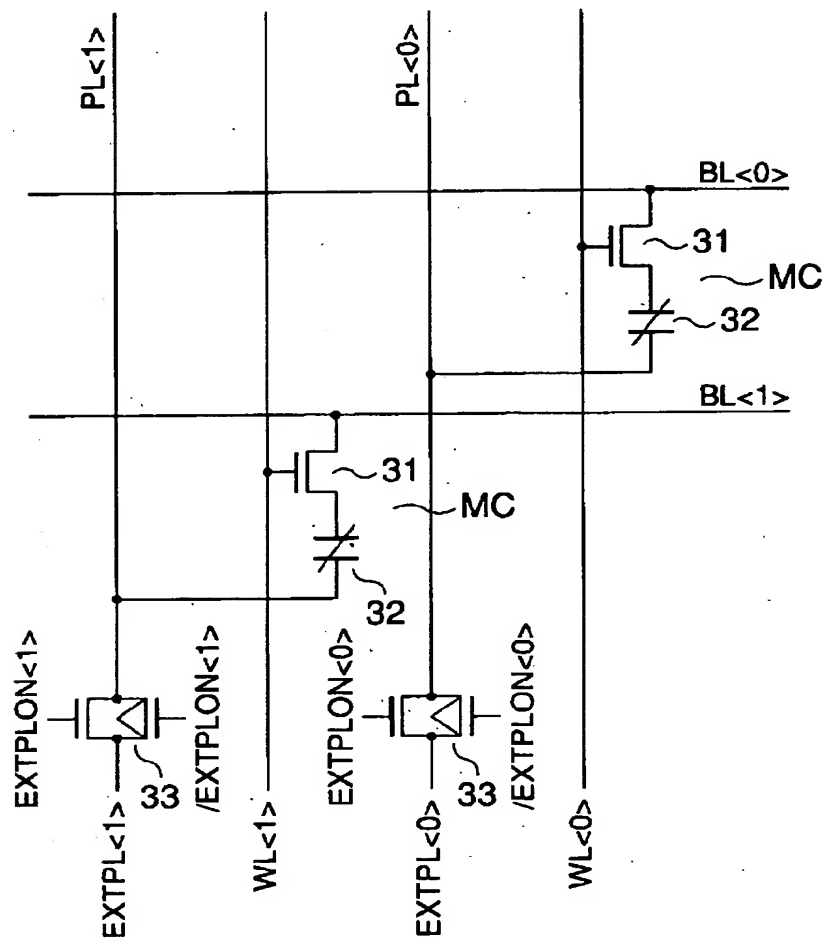 PL<1>
PL<0>
BL<0>
31
MC
32
BL<1>
31
MC
32
EXTPLON<1>
/EXTPLON<1>
EXTPLON<0>
/EXTPLON<0>
33
33
EXTPL<1>
WL<1>
EXTPL<0>
WL<0>